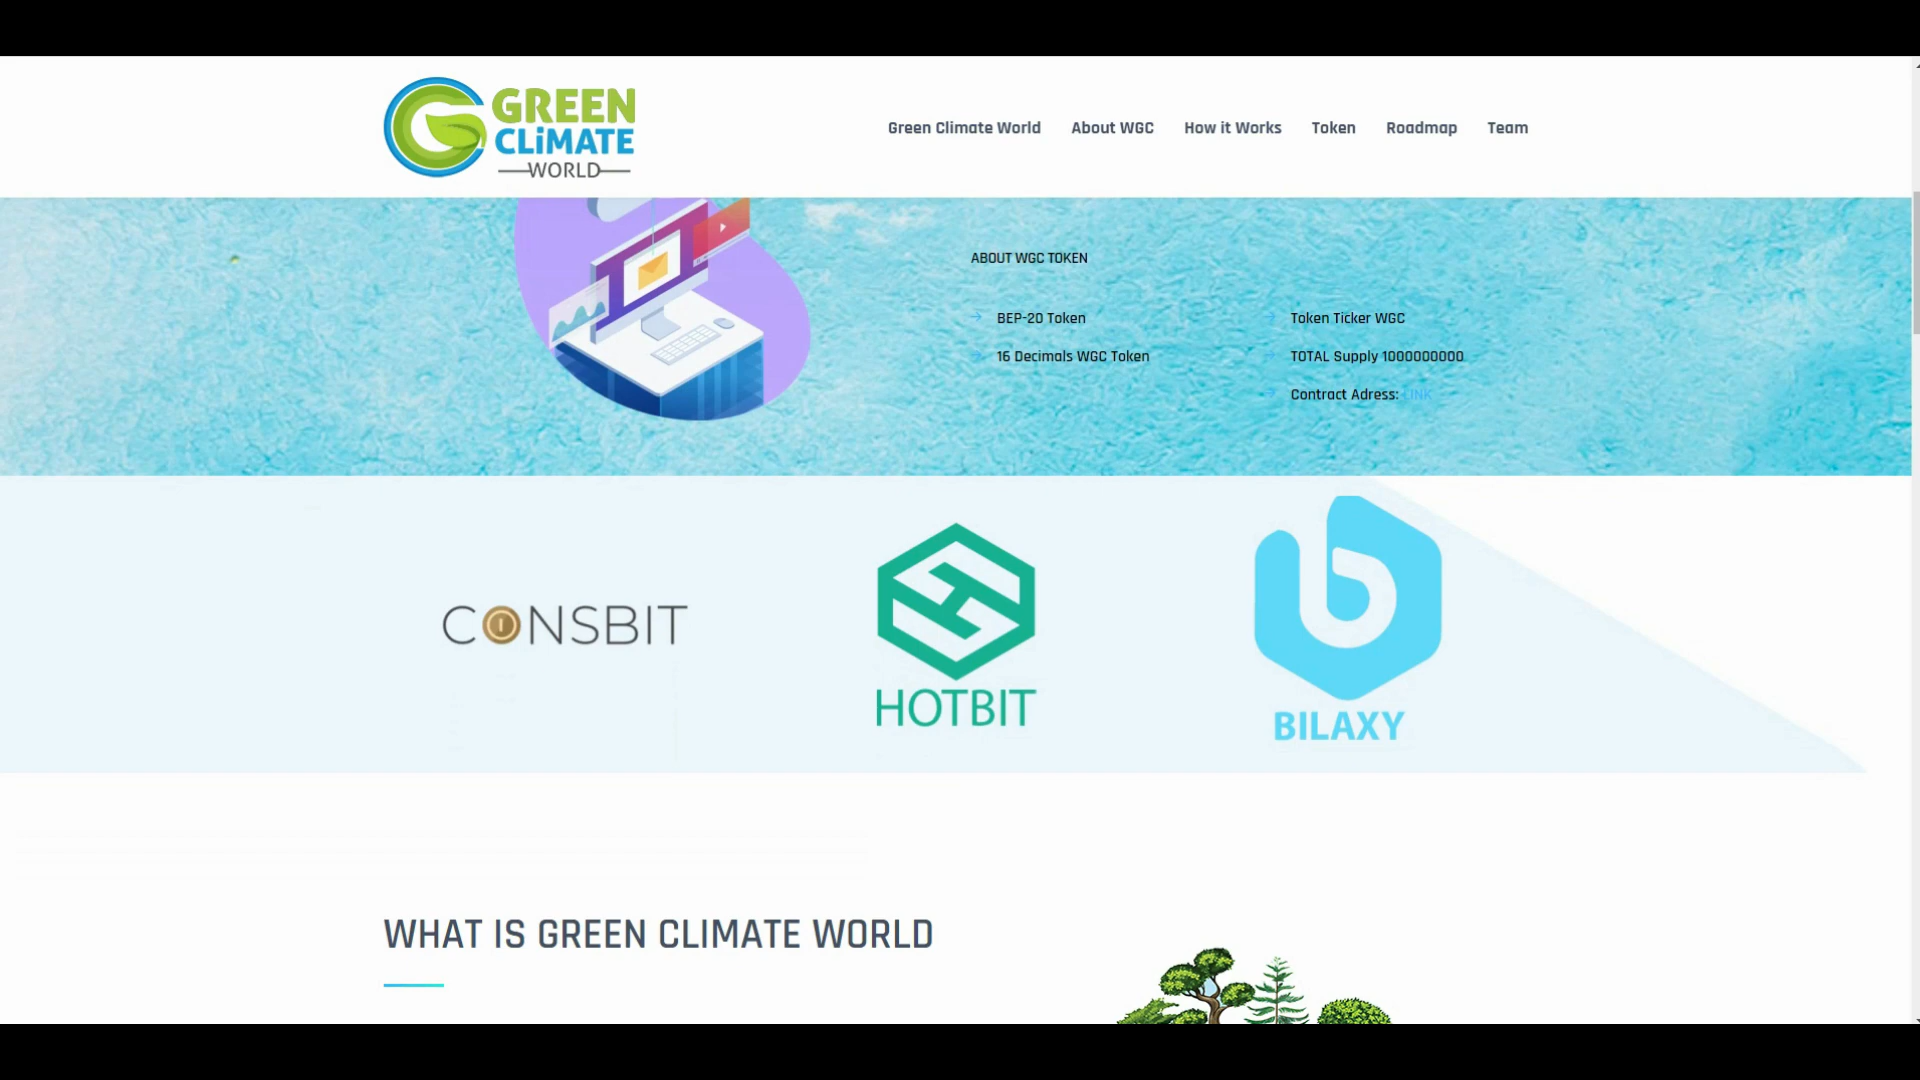 GREEN
CLiMATE
WORLD
Green Climate World About WGC How it Works Token Roadmap Team
ABOUT WGC TOKEN
BEP-20 Token
16 Decimals WGC Token
Token Ticker WGC
TOTAL Supply 1000000000
Contract Adress: LINK
CONSBIT
HOTBIT
BILAXY
WHAT IS GREEN CLIMATE WORLD